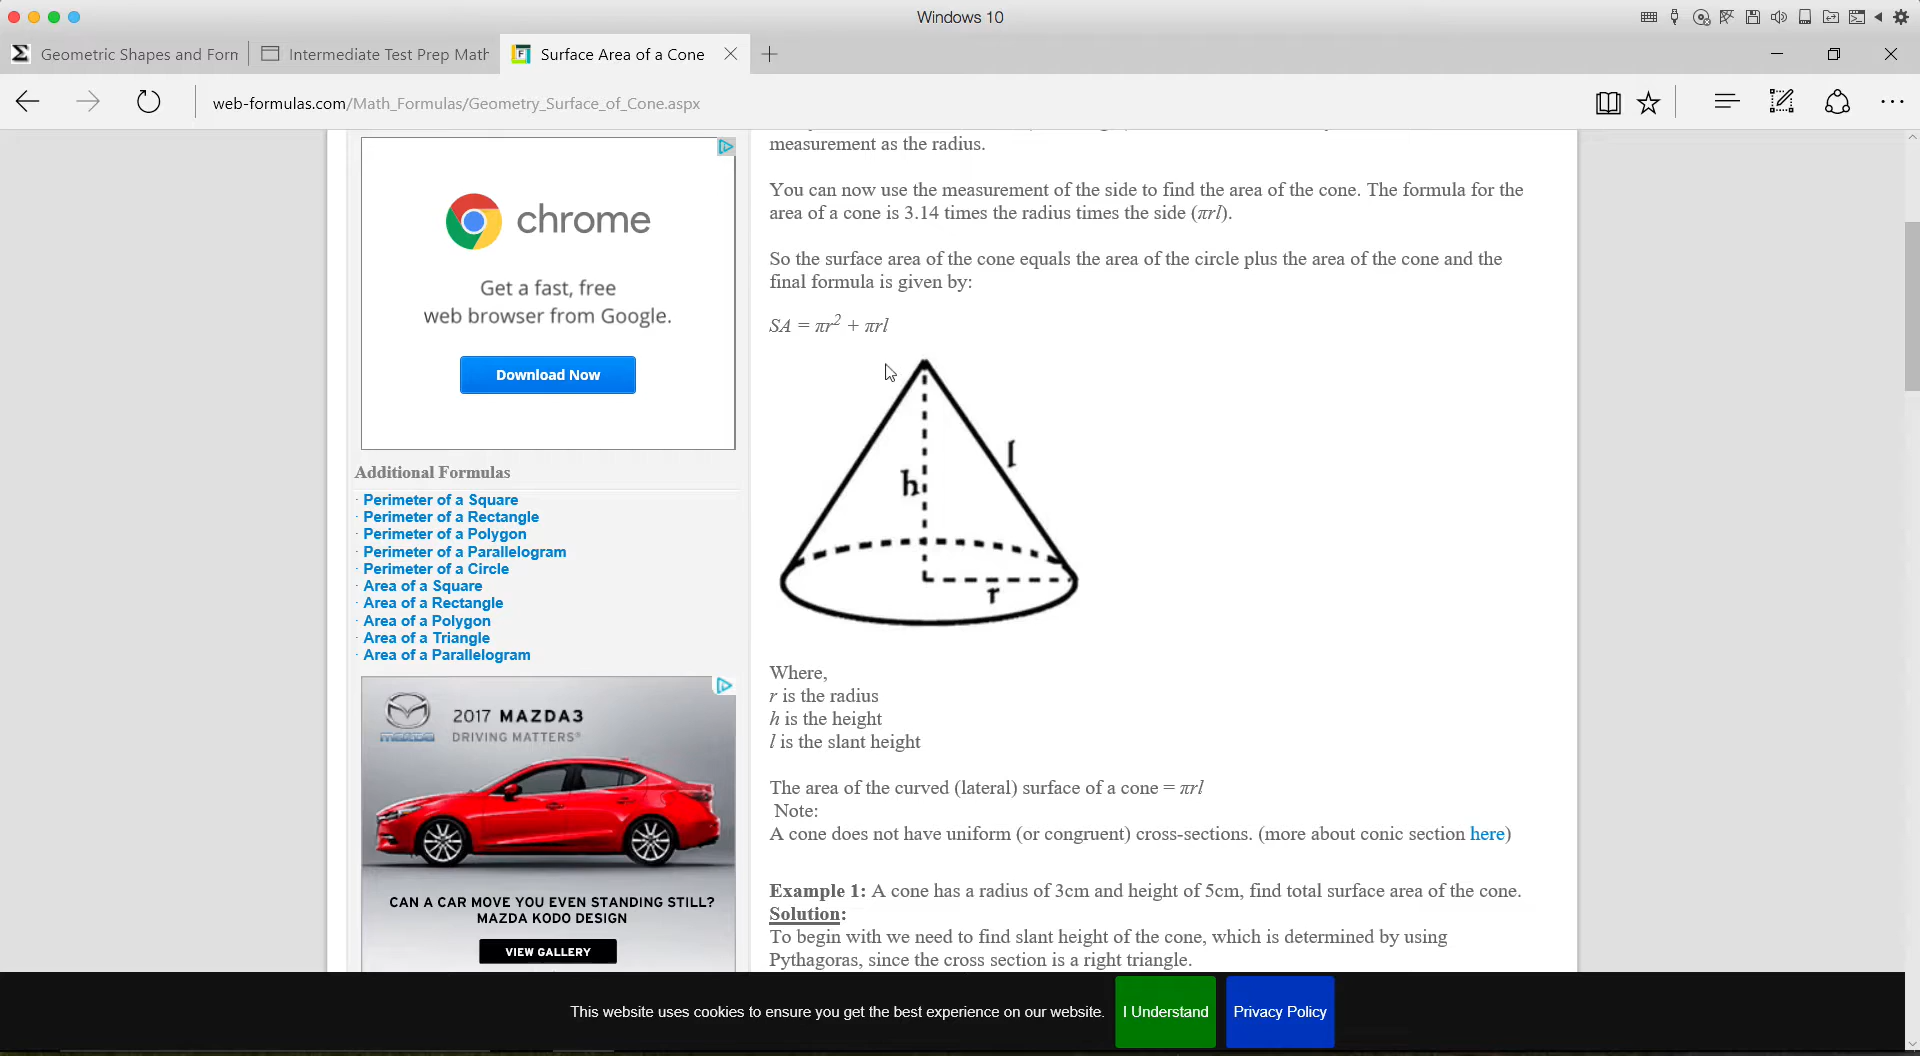 Windows 10
Geometric Shapes and Forn
Intermediate Test Prep Math
Surface Area of a Cone
web-formulas.com/Math_Formulas/Geometry_Surface_of_Cone.aspx
chrome
Get a fast, free
web browser from Google.
Download Now
Additional Formulas
· Perimeter of a Square
· Perimeter of a Rectangle
· Perimeter of a Polygon
· Perimeter of a Parallelogram
· Perimeter of a Circle
· Area of a Square
· Area of a Rectangle
· Area of a Polygon
· Area of a Triangle
· Area of a Parallelogram
mazda
2017 MAZDA3
DRIVING MATTERS®
CAN A CAR MOVE YOU EVEN STANDING STILL?
MAZDA KODO DESIGN
VIEW GALLERY
measurement as the radius.
You can now use the measurement of the side to find the area of the cone. The formula for the
area of a cone is 3.14 times the radius times the side (πrl).
So the surface area of the cone equals the area of the circle plus the area of the cone and the
final formula is given by:
SA = πr² + πrl
l
h
r
Where,
r is the radius
h is the height
l is the slant height
The area of the curved (lateral) surface of a cone = πrl
Note:
A cone does not have uniform (or congruent) cross-sections. (more about conic section here)
Example 1: A cone has a radius of 3cm and height of 5cm, find total surface area of the cone.
Solution:
To begin with we need to find slant height of the cone, which is determined by using
Pythagoras, since the cross section is a right triangle.
This website uses cookies to ensure you get the best experience on our website.
I Understand
Privacy Policy